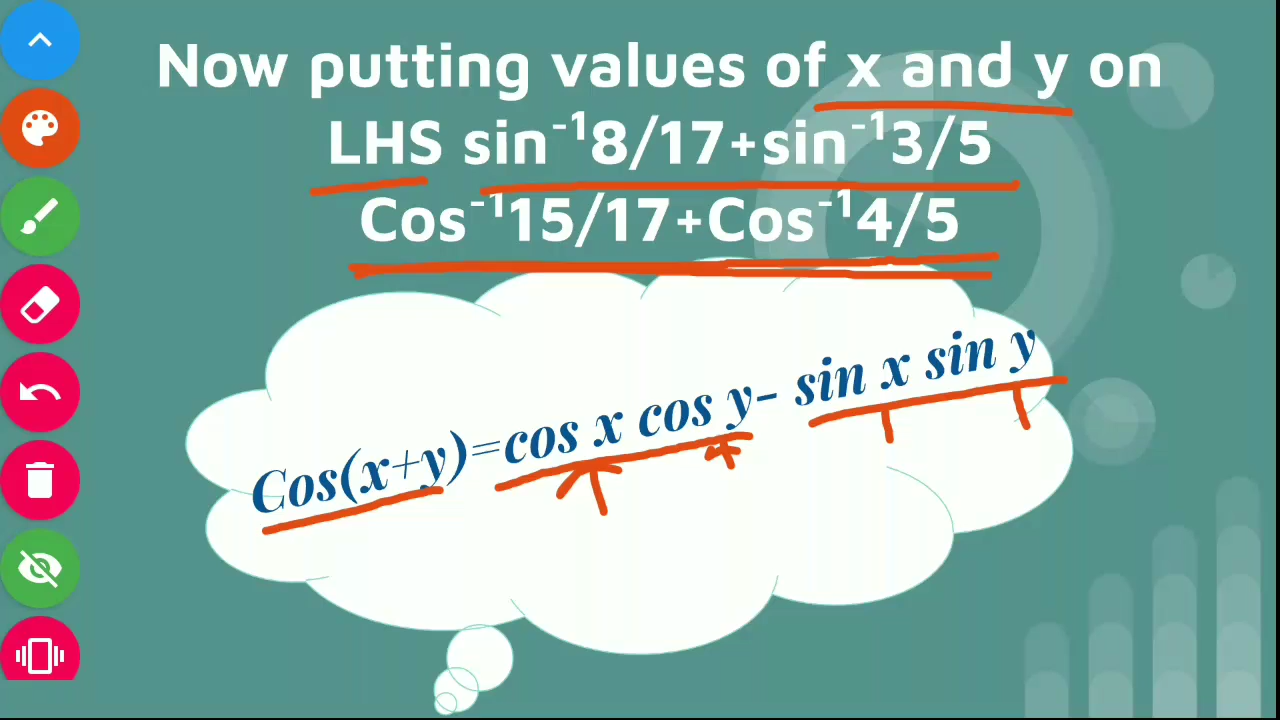 Now putting values of x and y on
LHS sin⁻¹8/17+sin⁻¹3/5
Cos⁻¹15/17+Cos⁻¹4/5
Cos(x+y)=cos x cos y- sin x sin y